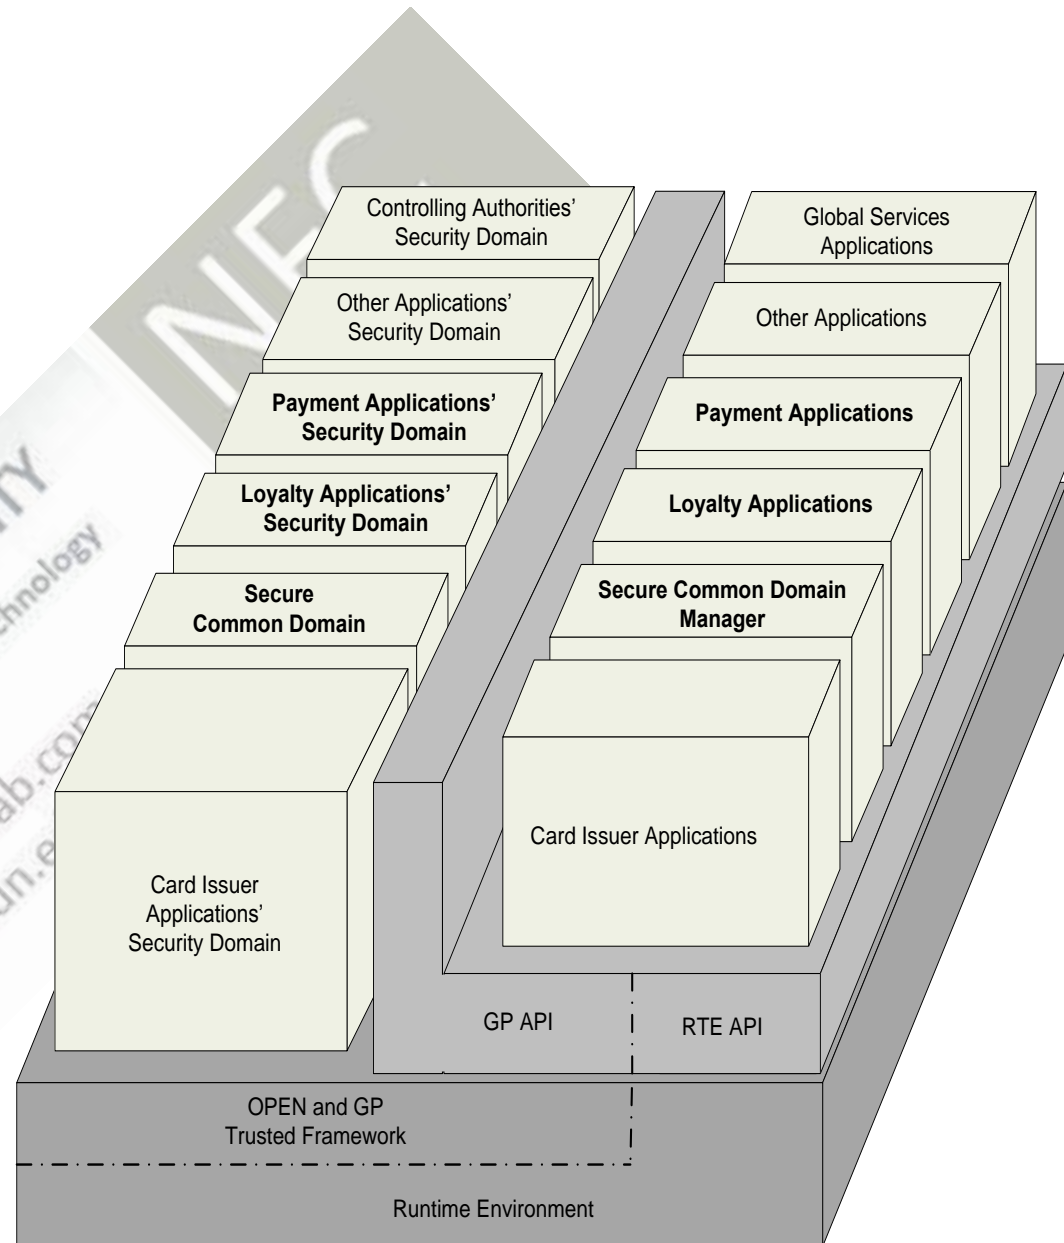 NFC
Controlling Authorities'
Security Domain
Global Services
Applications
Other Applications'
Security Domain
Other Applications
Payment Applications'
Security Domain
Payment Applications
Loyalty Applications'
Security Domain
Loyalty Applications
Secure
Common Domain
Secure Common Domain
Manager
Card Issuer Applications
Card Issuer
Applications'
Security Domain
GP API
RTE API
OPEN and GP
Trusted Framework
Runtime Environment